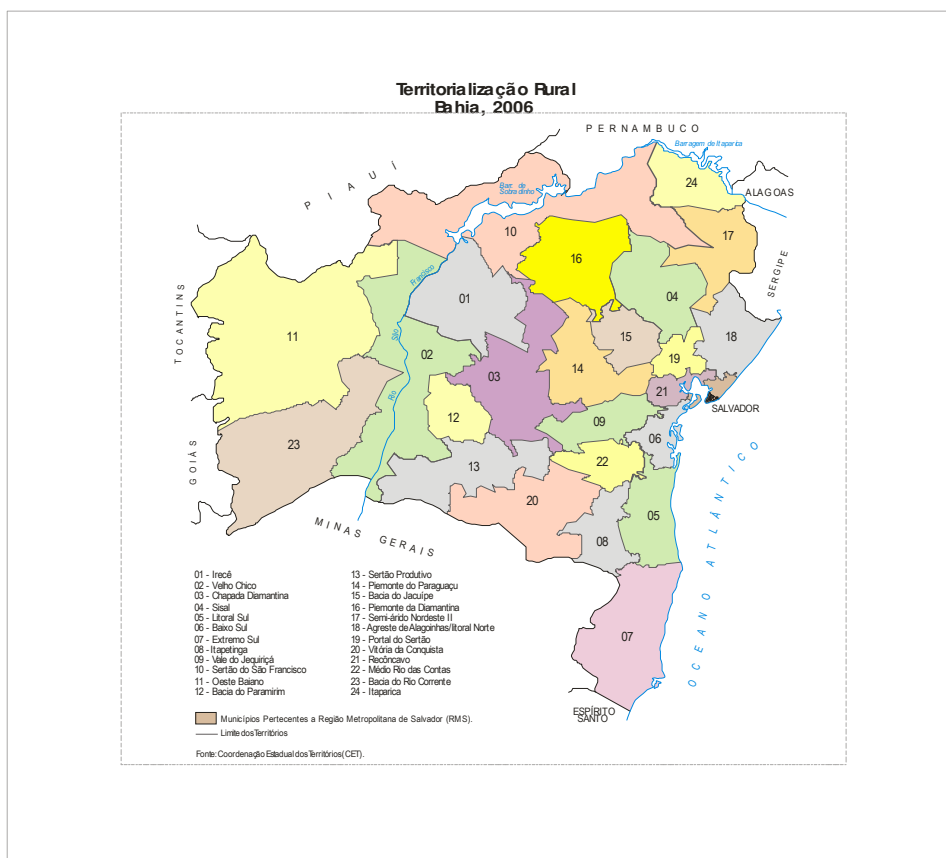 Territorialização Rural
Bahia, 2006
PERNAMBUCO
Barragem de Itaparica
PIAUÍ
Barr. de
Sobradinho
24
ALAGOAS
10
17
16
Francisco
SERGIPE
01
04
TOCANTINS
11
São
15
18
02
19
03
14
Rio
21
SALVADOR
12
09
06
GOIÁS
23
13
22
20
05
MINAS GERAIS
08
OCEANO ATLÂNTICO
07
ESPÍRITO
SANTO
01 - Irecê
02 - Velho Chico
03 - Chapada Diamantina
04 - Sisal
05 - Litoral Sul
06 - Baixo Sul
07 - Extremo Sul
08 - Itapetinga
09 - Vale do Jequiriçá
10 - Sertão do São Francisco
11 - Oeste Baiano
12 - Bacia do Paramirim
13 - Sertão Produtivo
14 - Piemonte do Paraguaçu
15 - Bacia do Jacuípe
16 - Piemonte da Diamantina
17 - Semi-árido Nordeste II
18 - Agreste de Alagoinhas/litoral Norte
19 - Portal do Sertão
20 - Vitória da Conquista
21 - Recôncavo
22 - Médio Rio das Contas
23 - Bacia do Rio Corrente
24 - Itaparica
Municípios Pertecentes a Região Metropolitana de Salvador (RMS).
Limite dos Territórios
Fonte: Coordenação Estadual dos Territórios (CET).